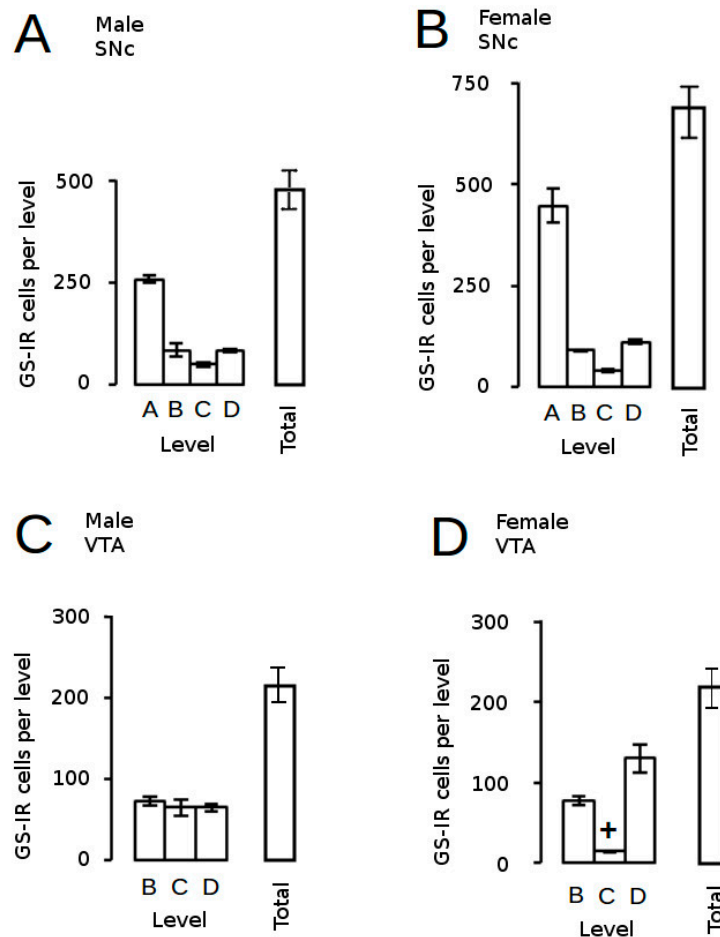 A
Male
SNc
GS-IR cells per level
500
250
0
A B C D
Level
Total
B
Female
SNc
GS-IR cells per level
750
500
250
0
A B C D
Level
Total
C
Male
VTA
GS-IR cells per level
300
200
100
0
B C D
Level
Total
D
Female
VTA
GS-IR cells per level
300
200
100
0
+
B C D
Level
Total